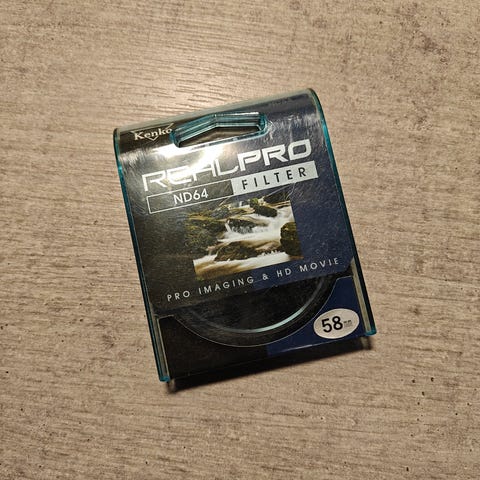 Kenko
REALPRO
ND64 FILTER
PRO IMAGING & HD MOVIE
58mm